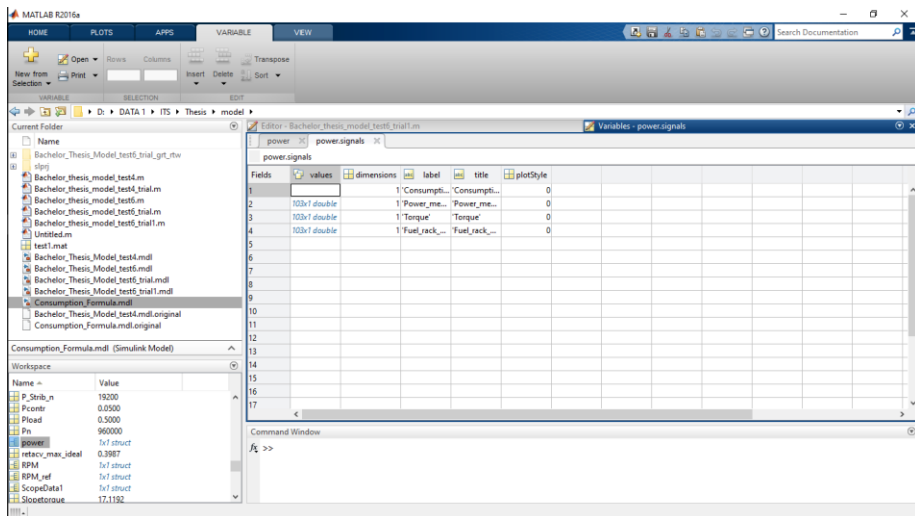 MATLAB R2016a
HOME PLOTS APPS VARIABLE VIEW Search Documentation
New from Selection Open Print Rows Columns Insert Delete Transpose Sort
VARIABLE SELECTION EDIT
D: DATA 1 ITS Thesis model
Current Folder
Name
Bachelor_Thesis_Model_test6_trial_grt_rtw
slprj
Bachelor_thesis_model_test4.m
Bachelor_thesis_model_test4_trial.m
Bachelor_thesis_model_test6.m
Bachelor_thesis_model_test6_trial.m
Bachelor_thesis_model_test6_trial1.m
Untitled.m
test1.mat
Bachelor_Thesis_Model_test4.mdl
Bachelor_Thesis_Model_test6.mdl
Bachelor_Thesis_Model_test6_trial.mdl
Bachelor_Thesis_Model_test6_trial1.mdl
Consumption_Formula.mdl
Bachelor_Thesis_Model_test4.mdl.original
Consumption_Formula.mdl.original
Consumption_Formula.mdl (Simulink Model)
Workspace
Name Value
P_Strib_n 19200
Pcontr 0.0500
Pload 0.5000
Pn 960000
power 1x1 struct
retacv_max_ideal 0.3987
RPM 1x1 struct
RPM_ref 1x1 struct
ScopeData1 1x1 struct
Slopetorque 17.1192
Editor - Bachelor_thesis_model_test6_trial1.m
Variables - power.signals
power power.signals
power.signals
Fields values dimensions label title plotStyle
1 1 'Consumpti... 'Consumpti... 0
2 103x1 double 1 'Power_me... 'Power_me... 0
3 103x1 double 1 'Torque' 'Torque' 0
4 103x1 double 1 'Fuel_rack_... 'Fuel_rack_... 0
5
6
7
8
9
10
11
12
13
14
15
16
17
Command Window
fx >>